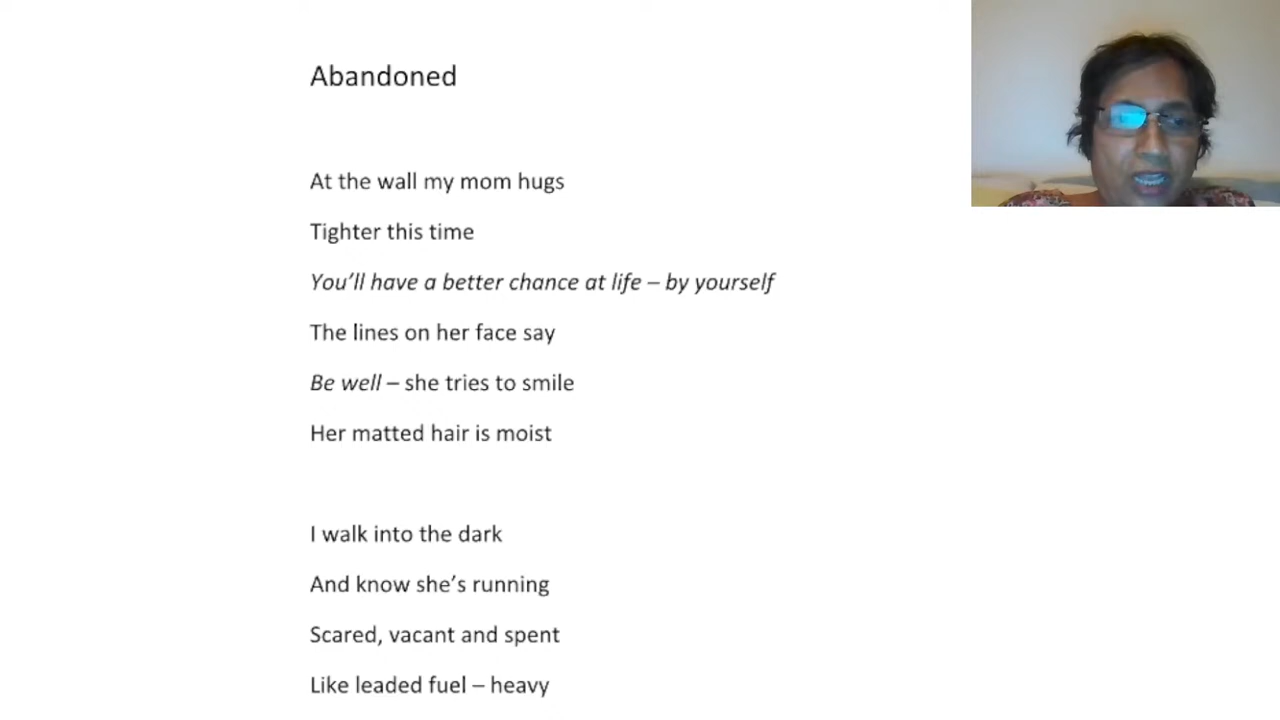 Abandoned
At the wall my mom hugs
Tighter this time
You’ll have a better chance at life – by yourself
The lines on her face say
Be well – she tries to smile
Her matted hair is moist
I walk into the dark
And know she’s running
Scared, vacant and spent
Like leaded fuel – heavy